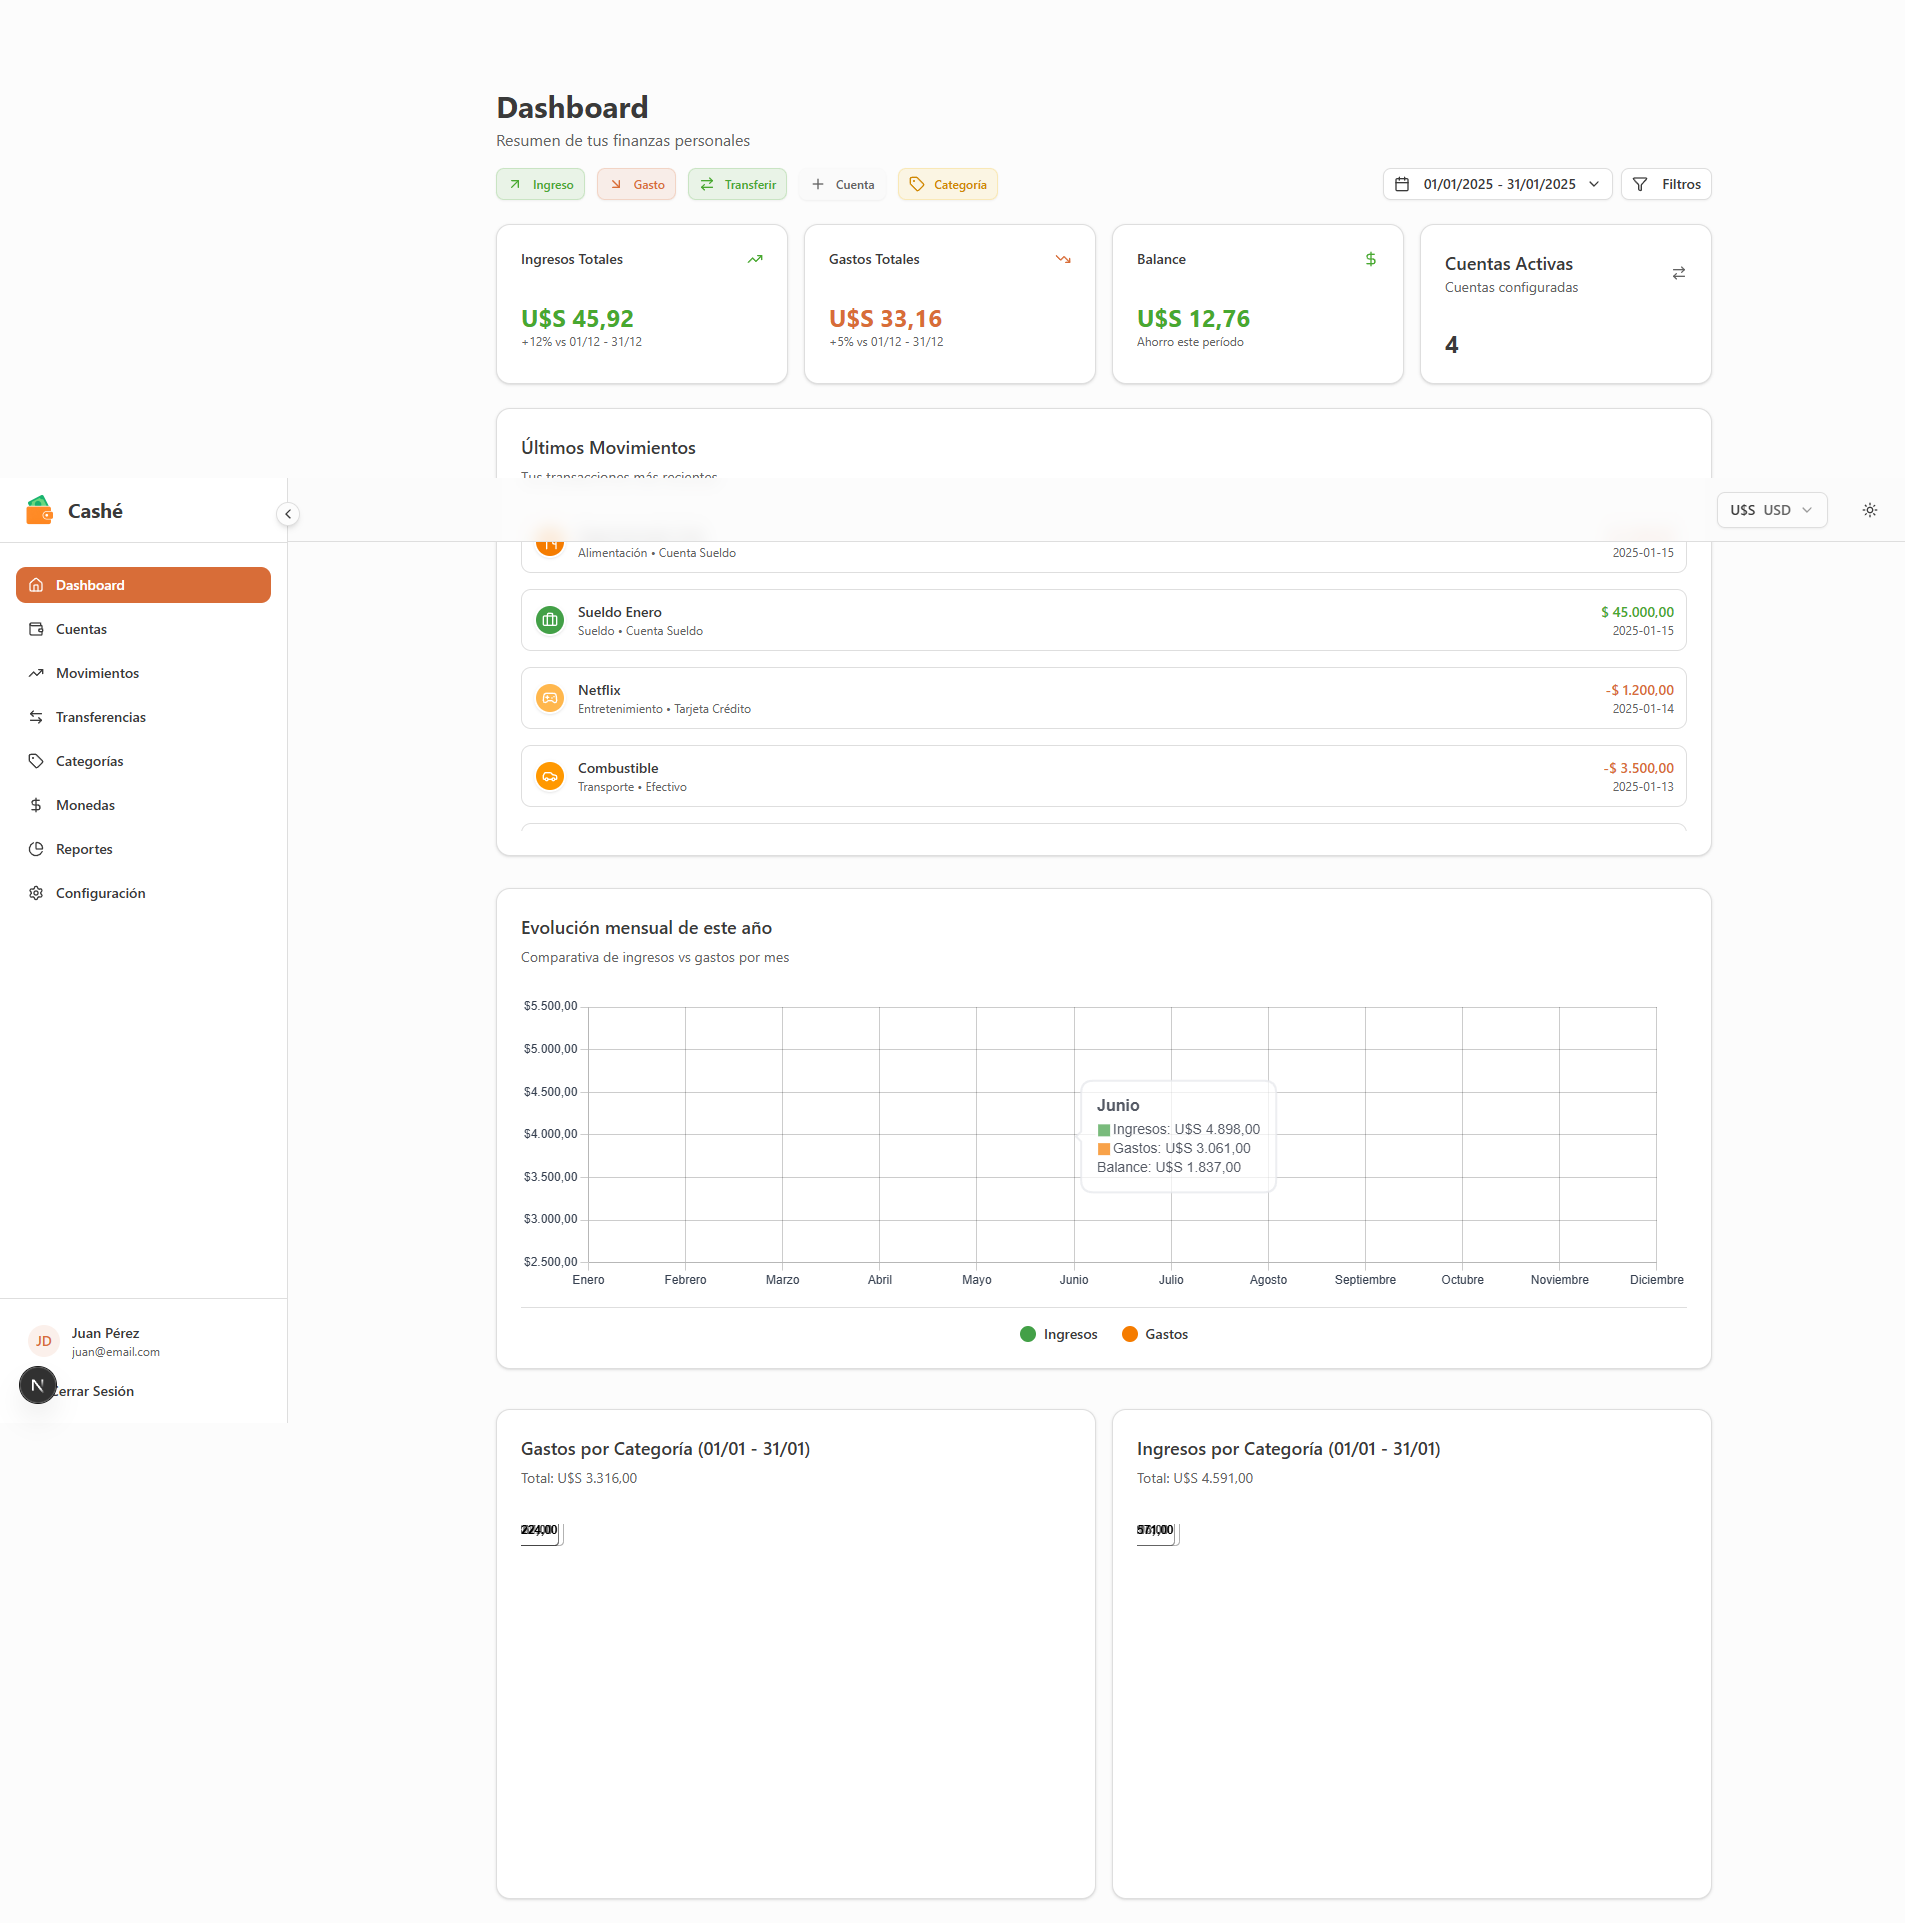 Dashboard
Resumen de tus finanzas personales
Ingreso
Gasto
Transferir
Cuenta
Categoría
01/01/2025 - 31/01/2025
Filtros
Ingresos Totales
U$S 45,92
+12% vs 01/12 - 31/12
Gastos Totales
U$S 33,16
+5% vs 01/12 - 31/12
Balance
U$S 12,76
Ahorro este período
Cuentas Activas
Cuentas configuradas
4
Últimos Movimientos
Tus transacciones más recientes
Cashé
U$S USD
Dashboard
Cuentas
Movimientos
Transferencias
Categorías
Monedas
Reportes
Configuración
JD
Juan Pérez
juan@email.com
N
Cerrar Sesión
Alimentación • Cuenta Sueldo
2025-01-15
Sueldo Enero
$ 45.000,00
Sueldo • Cuenta Sueldo
2025-01-15
Netflix
-$ 1.200,00
Entretenimiento • Tarjeta Crédito
2025-01-14
Combustible
-$ 3.500,00
Transporte • Efectivo
2025-01-13
Evolución mensual de este año
Comparativa de ingresos vs gastos por mes
$5.500,00
$5.000,00
$4.500,00
$4.000,00
$3.500,00
$3.000,00
$2.500,00
Junio
Ingresos: U$S 4.898,00
Gastos: U$S 3.061,00
Balance: U$S 1.837,00
Enero
Febrero
Marzo
Abril
Mayo
Junio
Julio
Agosto
Septiembre
Octubre
Noviembre
Diciembre
Ingresos
Gastos
Gastos por Categoría (01/01 - 31/01)
Total: U$S 3.316,00
224,00
Ingresos por Categoría (01/01 - 31/01)
Total: U$S 4.591,00
571,00